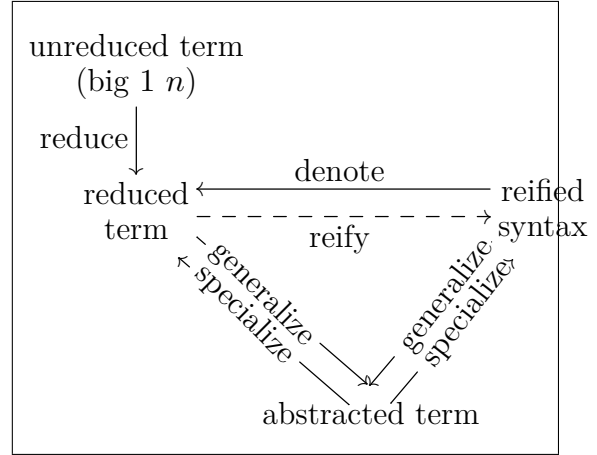 unreduced term
(big 1 n)
reduce
denote
reduced
term
reified
syntax
reify
generalize
specialize
generalize
specialize
abstracted term